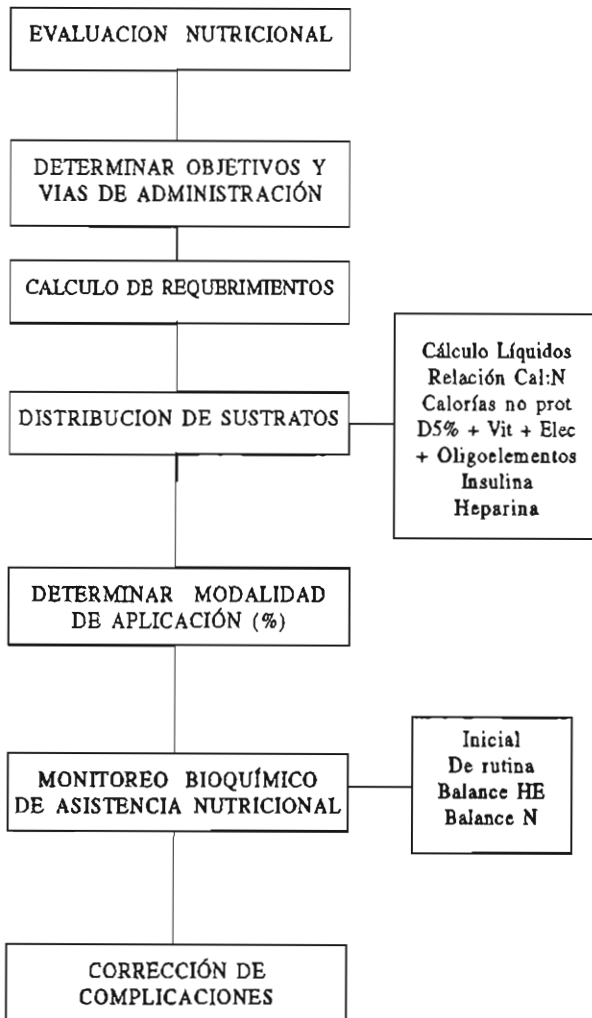 EVALUACION NUTRICIONAL
DETERMINAR OBJETIVOS Y
VIAS DE ADMINISTRACIÓN
CALCULO DE REQUERIMIENTOS
DISTRIBUCION DE SUSTRATOS
Cálculo Líquidos
Relación Cal:N
Calorías no prot
D5% + Vit + Elec
+ Oligoelementos
Insulina
Heparina
DETERMINAR MODALIDAD
DE APLICACIÓN (%)
MONITOREO BIOQUÍMICO
DE ASISTENCIA NUTRICIONAL
Inicial
De rutina
Balance HE
Balance N
CORRECCIÓN DE
COMPLICACIONES